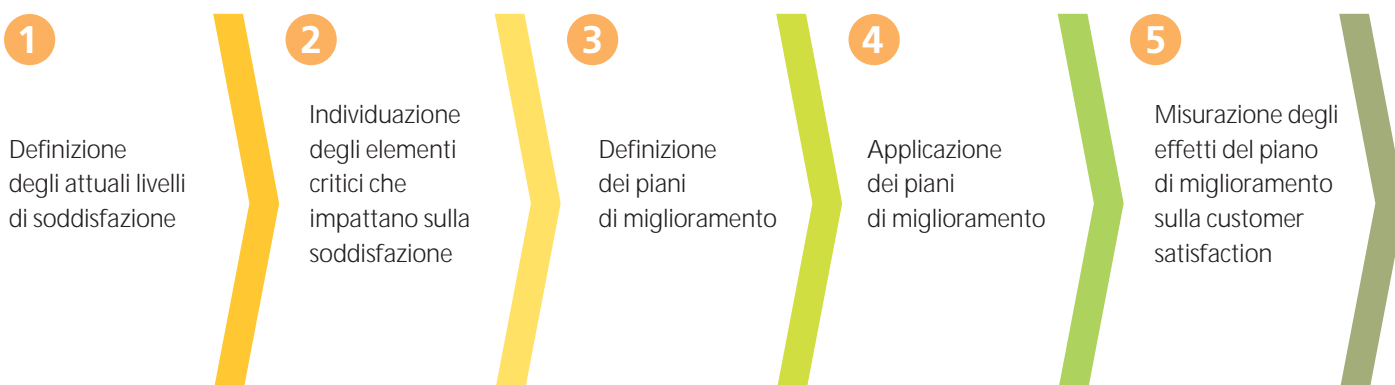 1
Definizione
degli attuali livelli
di soddisfazione
2
Individuazione
degli elementi
critici che
impattano sulla
soddisfazione
3
Definizione
dei piani
di miglioramento
4
Applicazione
dei piani
di miglioramento
5
Misurazione degli
effetti del piano
di miglioramento
sulla customer
satisfaction